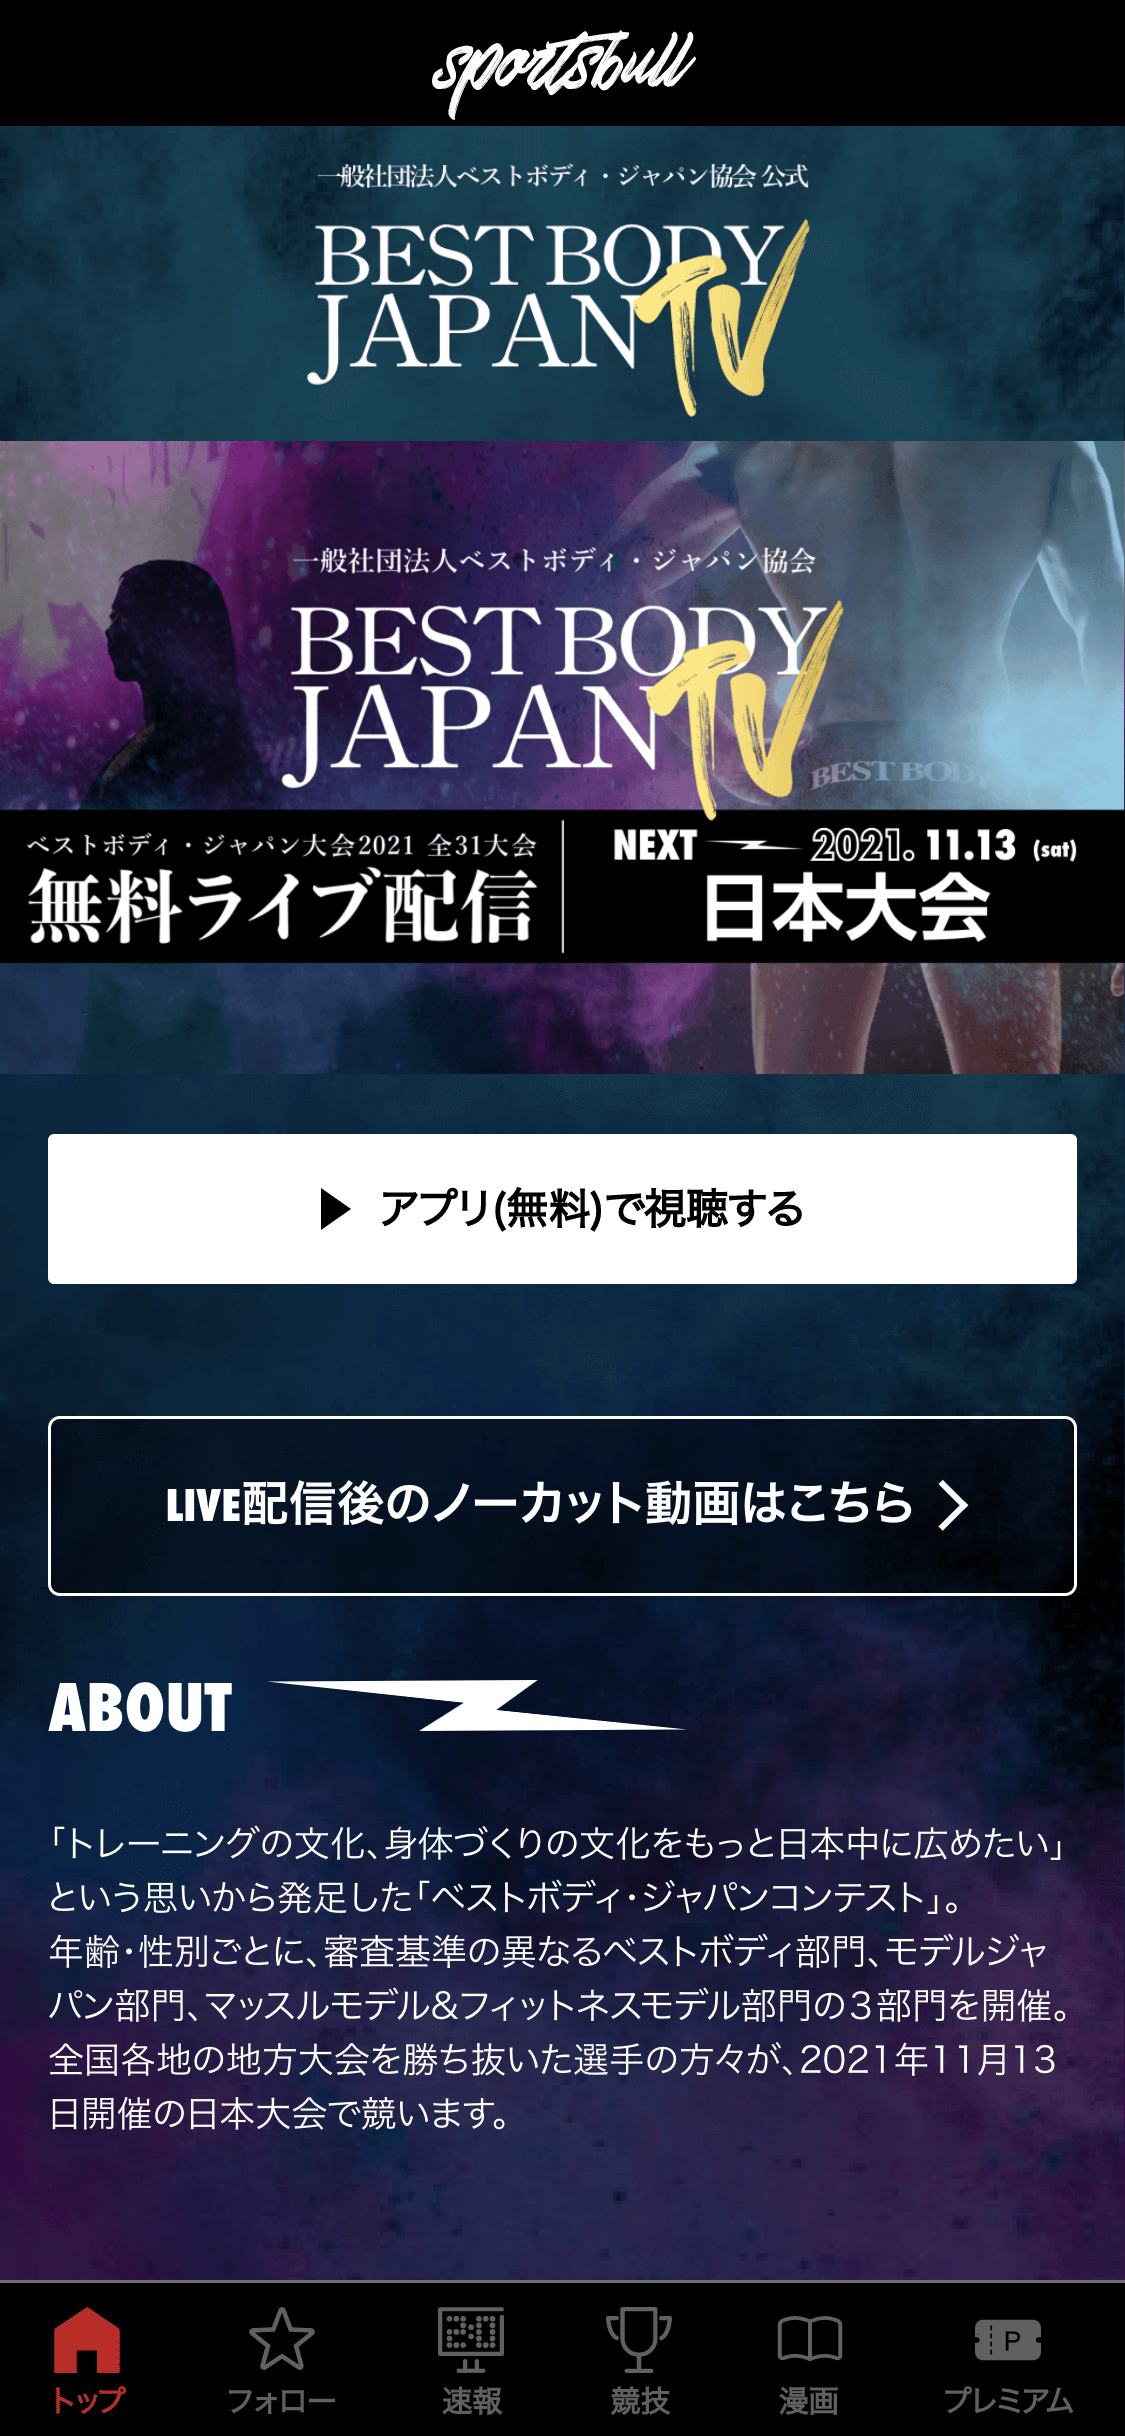 sportsbull
一般社団法人ベストボディ・ジャパン協会 公式
BEST BODY
JAPAN TV
一般社団法人ベストボディ・ジャパン協会
BEST BODY
JAPAN TV
BEST BODY
ベストボディ・ジャパン大会2021 全31大会
無料ライブ配信
NEXT 2021. 11.13 (sat)
日本大会
アプリ(無料)で視聴する
LIVE配信後のノーカット動画はこちら
ABOUT
「トレーニングの文化、身体づくりの文化をもっと日本中に広めたい」
という思いから発足した「ベストボディ・ジャパンコンテスト」。
年齢・性別ごとに、審査基準の異なるベストボディ部門、モデルジャ
パン部門、マッスルモデル&フィットネスモデル部門の３部門を開催。
全国各地の地方大会を勝ち抜いた選手の方々が、2021年11月13
日開催の日本大会で競います。
2:0
P
トップ フォロー 速報 競技 漫画 プレミアム